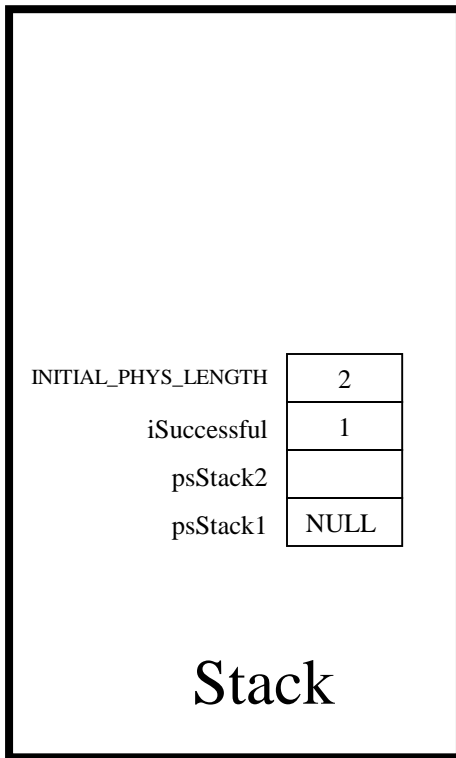 INITIAL_PHYS_LENGTH 2
iSuccessful 1
psStack2
psStack1 NULL
Stack